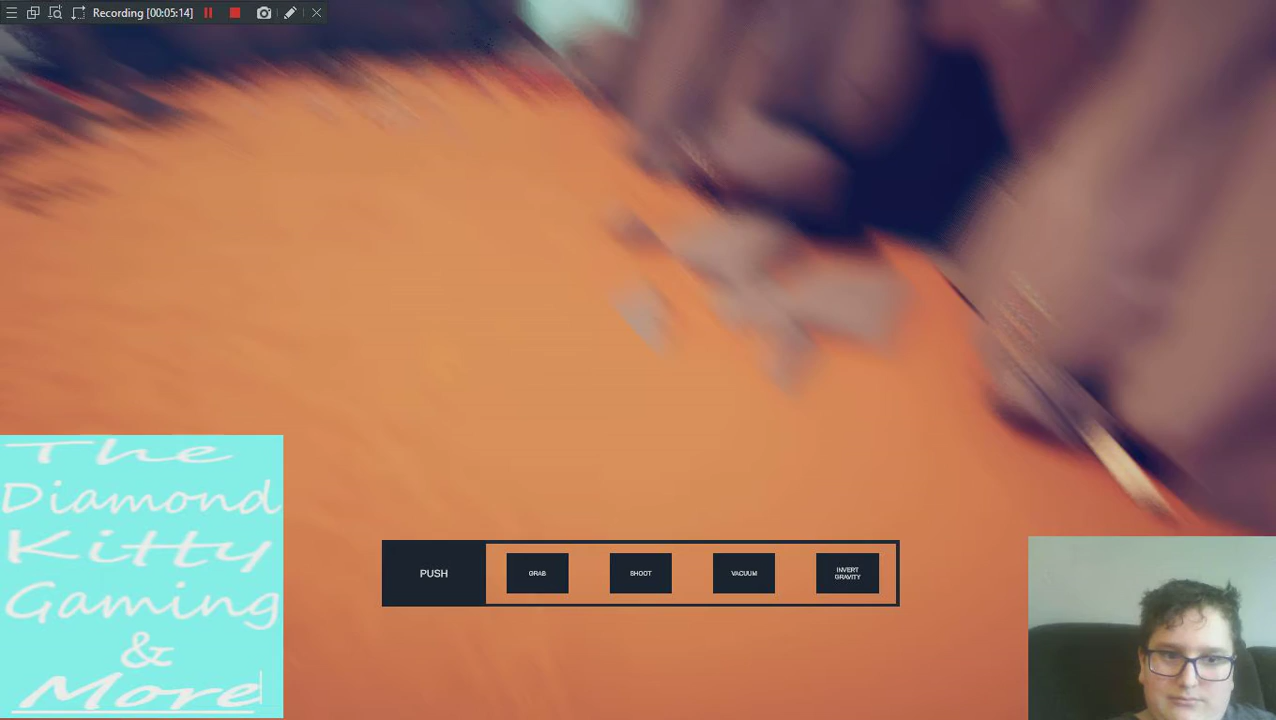 Recording [00:05:14]
The
Diamond
Kitty
Gaming
&
More
PUSH
GRAB
SHOOT
VACUUM
INVERT
GRAVITY